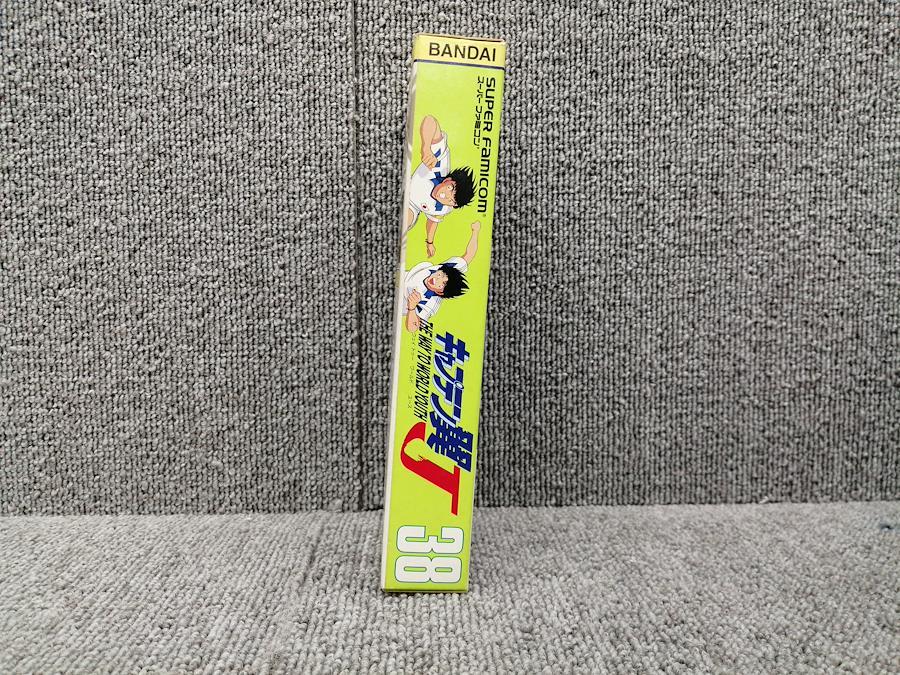 BANDAI
SUPER FAMICOM
スーパーファミコン
キャプテン翼J
THE WAY TO WORLD YOUTH
38